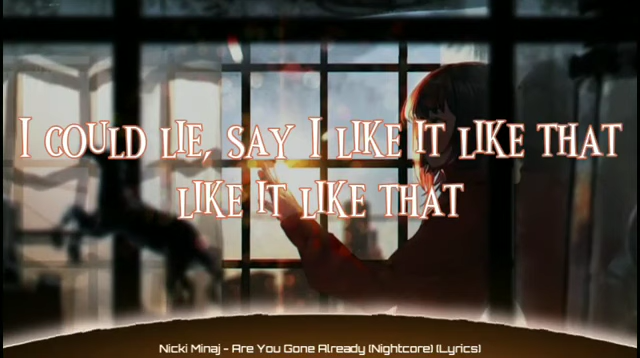 I COULD LIE, SAY I LIKE IT LIKE THAT
LIKE IT LIKE THAT
Nicki Minaj - Are You Gone Already (Nightcore) (Lyrics)